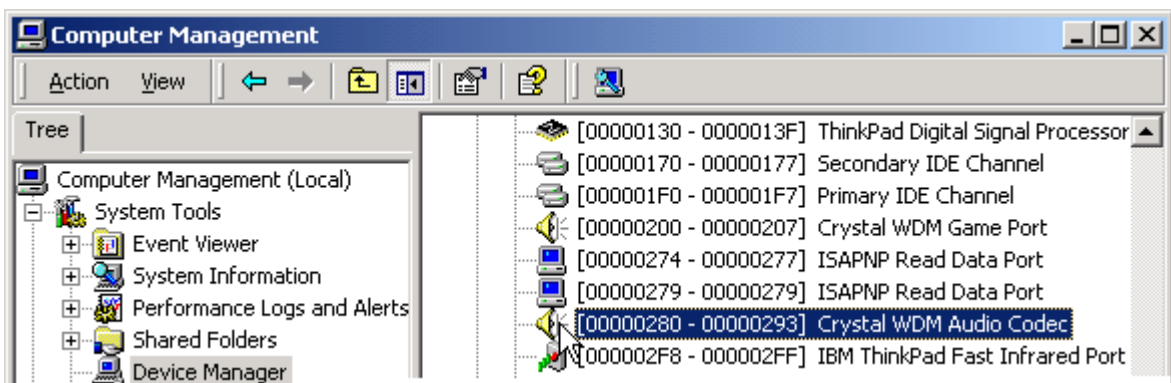 Computer Management
Action View
Tree
Computer Management (Local)
System Tools
Event Viewer
System Information
Performance Logs and Alerts
Shared Folders
Device Manager
[00000130 - 0000013F] ThinkPad Digital Signal Processor
[00000170 - 00000177] Secondary IDE Channel
[000001F0 - 000001F7] Primary IDE Channel
[00000200 - 00000207] Crystal WDM Game Port
[00000274 - 00000277] ISAPNP Read Data Port
[00000279 - 00000279] ISAPNP Read Data Port
[00000280 - 00000293] Crystal WDM Audio Codec
[000002F8 - 000002FF] IBM ThinkPad Fast Infrared Port